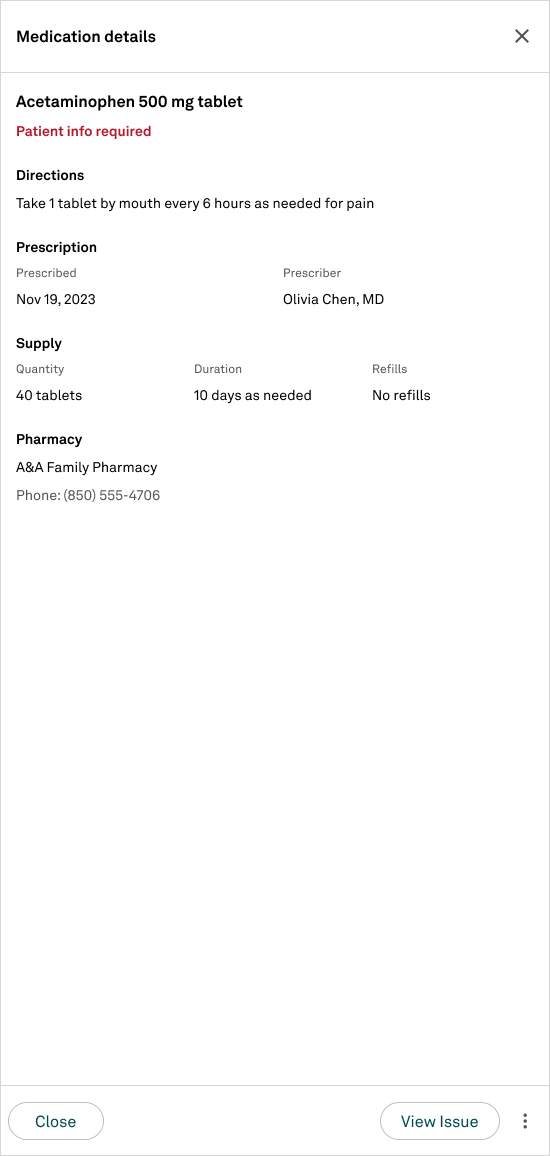 Medication details
Acetaminophen 500 mg tablet
Patient info required
Directions
Take 1 tablet by mouth every 6 hours as needed for pain
Prescription
Prescribed Prescriber
Nov 19, 2023 Olivia Chen, MD
Supply
Quantity Duration Refills
40 tablets 10 days as needed No refills
Pharmacy
A&A Family Pharmacy
Phone: (850) 555-4706
Close View Issue